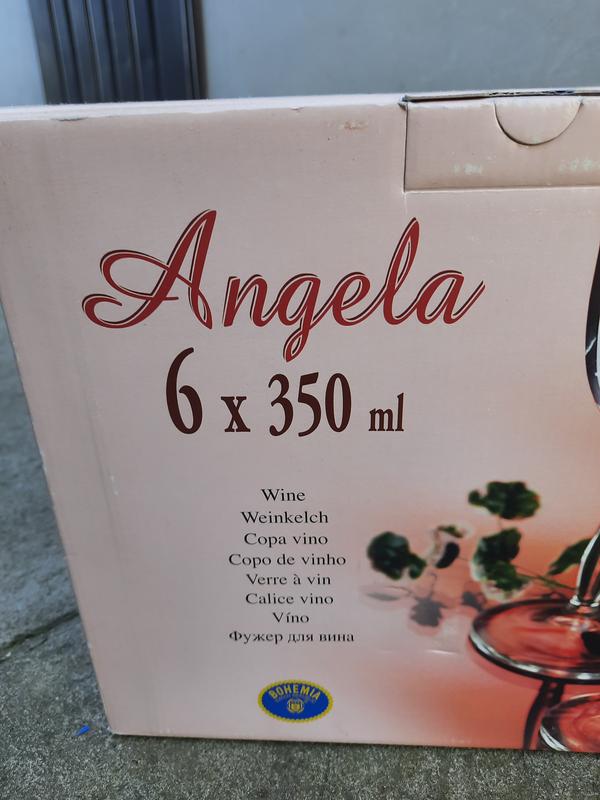 Angela
6 x 350 ml
Wine
Weinkelch
Copa vino
Copo de vinho
Verre à vin
Calice vino
Víno
Фужер для вина
BOHEMIA